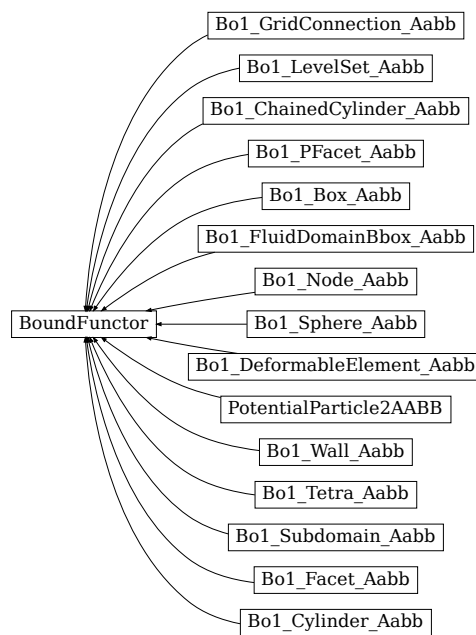 Bo1_GridConnection_Aabb
Bo1_LevelSet_Aabb
Bo1_ChainedCylinder_Aabb
Bo1_PFacet_Aabb
Bo1_Box_Aabb
Bo1_FluidDomainBbox_Aabb
Bo1_Node_Aabb
BoundFunctor
Bo1_Sphere_Aabb
Bo1_DeformableElement_Aabb
PotentialParticle2AABB
Bo1_Wall_Aabb
Bo1_Tetra_Aabb
Bo1_Subdomain_Aabb
Bo1_Facet_Aabb
Bo1_Cylinder_Aabb